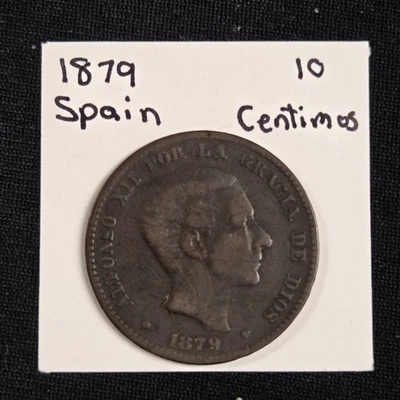 1879 10
Spain Centimos
ALFONSO XII POR LA GRACIA DE DIOS
1879